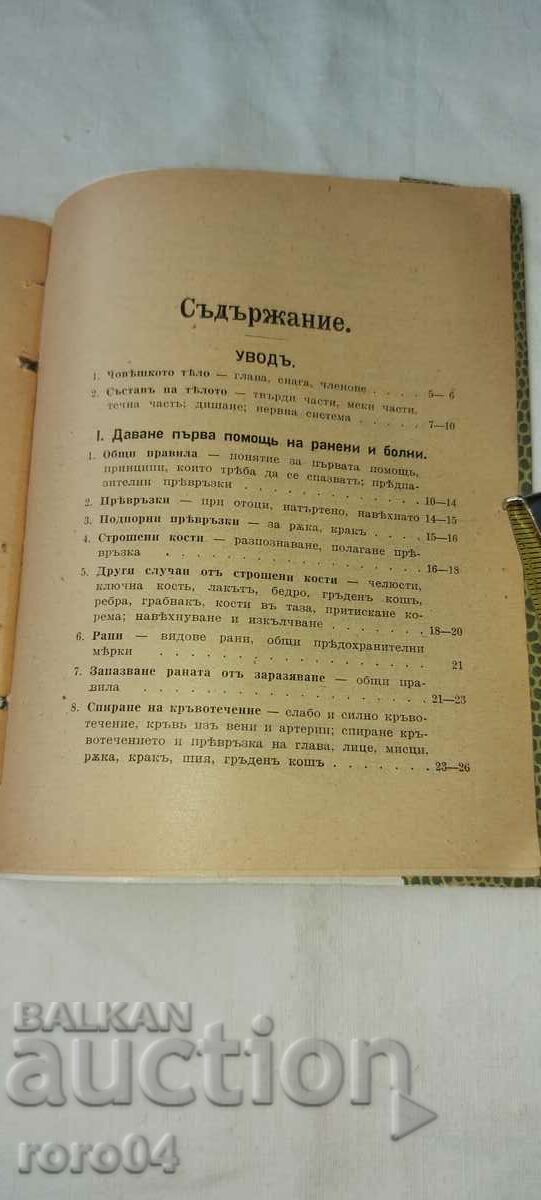 Съдържание.
УВОДЪ.
1. Човѣшкото тѣло — глава, снага, членове . . . . 5— 6
2. Съставъ на тѣлото — твърди части, меки части,
течна часть; дишане; нервна система . . . . . 7—10
I. Даване първа помощь на ранени и болни.
1. Общи правила — понятие за първата помощь,
принципи, които трѣба да се спазватъ; прѣдпа-
зителни прѣвръзки . . . . . . . . . . 10—14
2. Прѣвръзки — при отоци, натъртено, навѣхнато 14—15
3. Подпорни прѣвръзки — за рѫка, кракъ . . . . 15—16
4. Строшени кости — разпознаване, полагане прѣ-
връзка . . . . . . . . . . . . 16—18
5. Други случаи отъ строшени кости — челюсти,
ключна кость, лакътъ, бедро, гръденъ кошъ,
ребра, грабнакъ, кости въ таза, притискане ко-
рема; навѣхнуване и изкълчване . . . . . . 18—20
6. Рани — видове рани, общи прѣдохранителни
мѣрки . . . . . . . . . . . . 21
7. Запазване раната отъ заразяване — общи пра-
вила . . . . . . . . . . . . . 21—23
8. Спиране на кръвотечение — слабо и силно кръво-
течение, кръвь изъ вени и артерии; спиране кръ-
вотечението и прѣвръзка на глава, лице, мисци,
рѫка, кракъ, шия, гръденъ кошъ . . . . . . . 23—26
BALKAN
auction
roro04